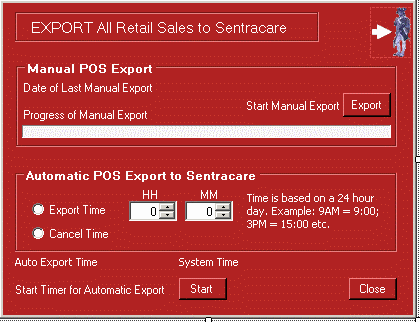 EXPORT All Retail Sales to Sentracare
Manual POS Export
Date of Last Manual Export
Start Manual Export
Export
Progress of Manual Export
Automatic POS Export to Sentracare
HH
MM
Export Time
0
0
Time is based on a 24 hour
day. Example: 9AM = 9:00;
3PM = 15:00 etc.
Cancel Time
Auto Export Time
System Time
Start Timer for Automatic Export
Start
Close